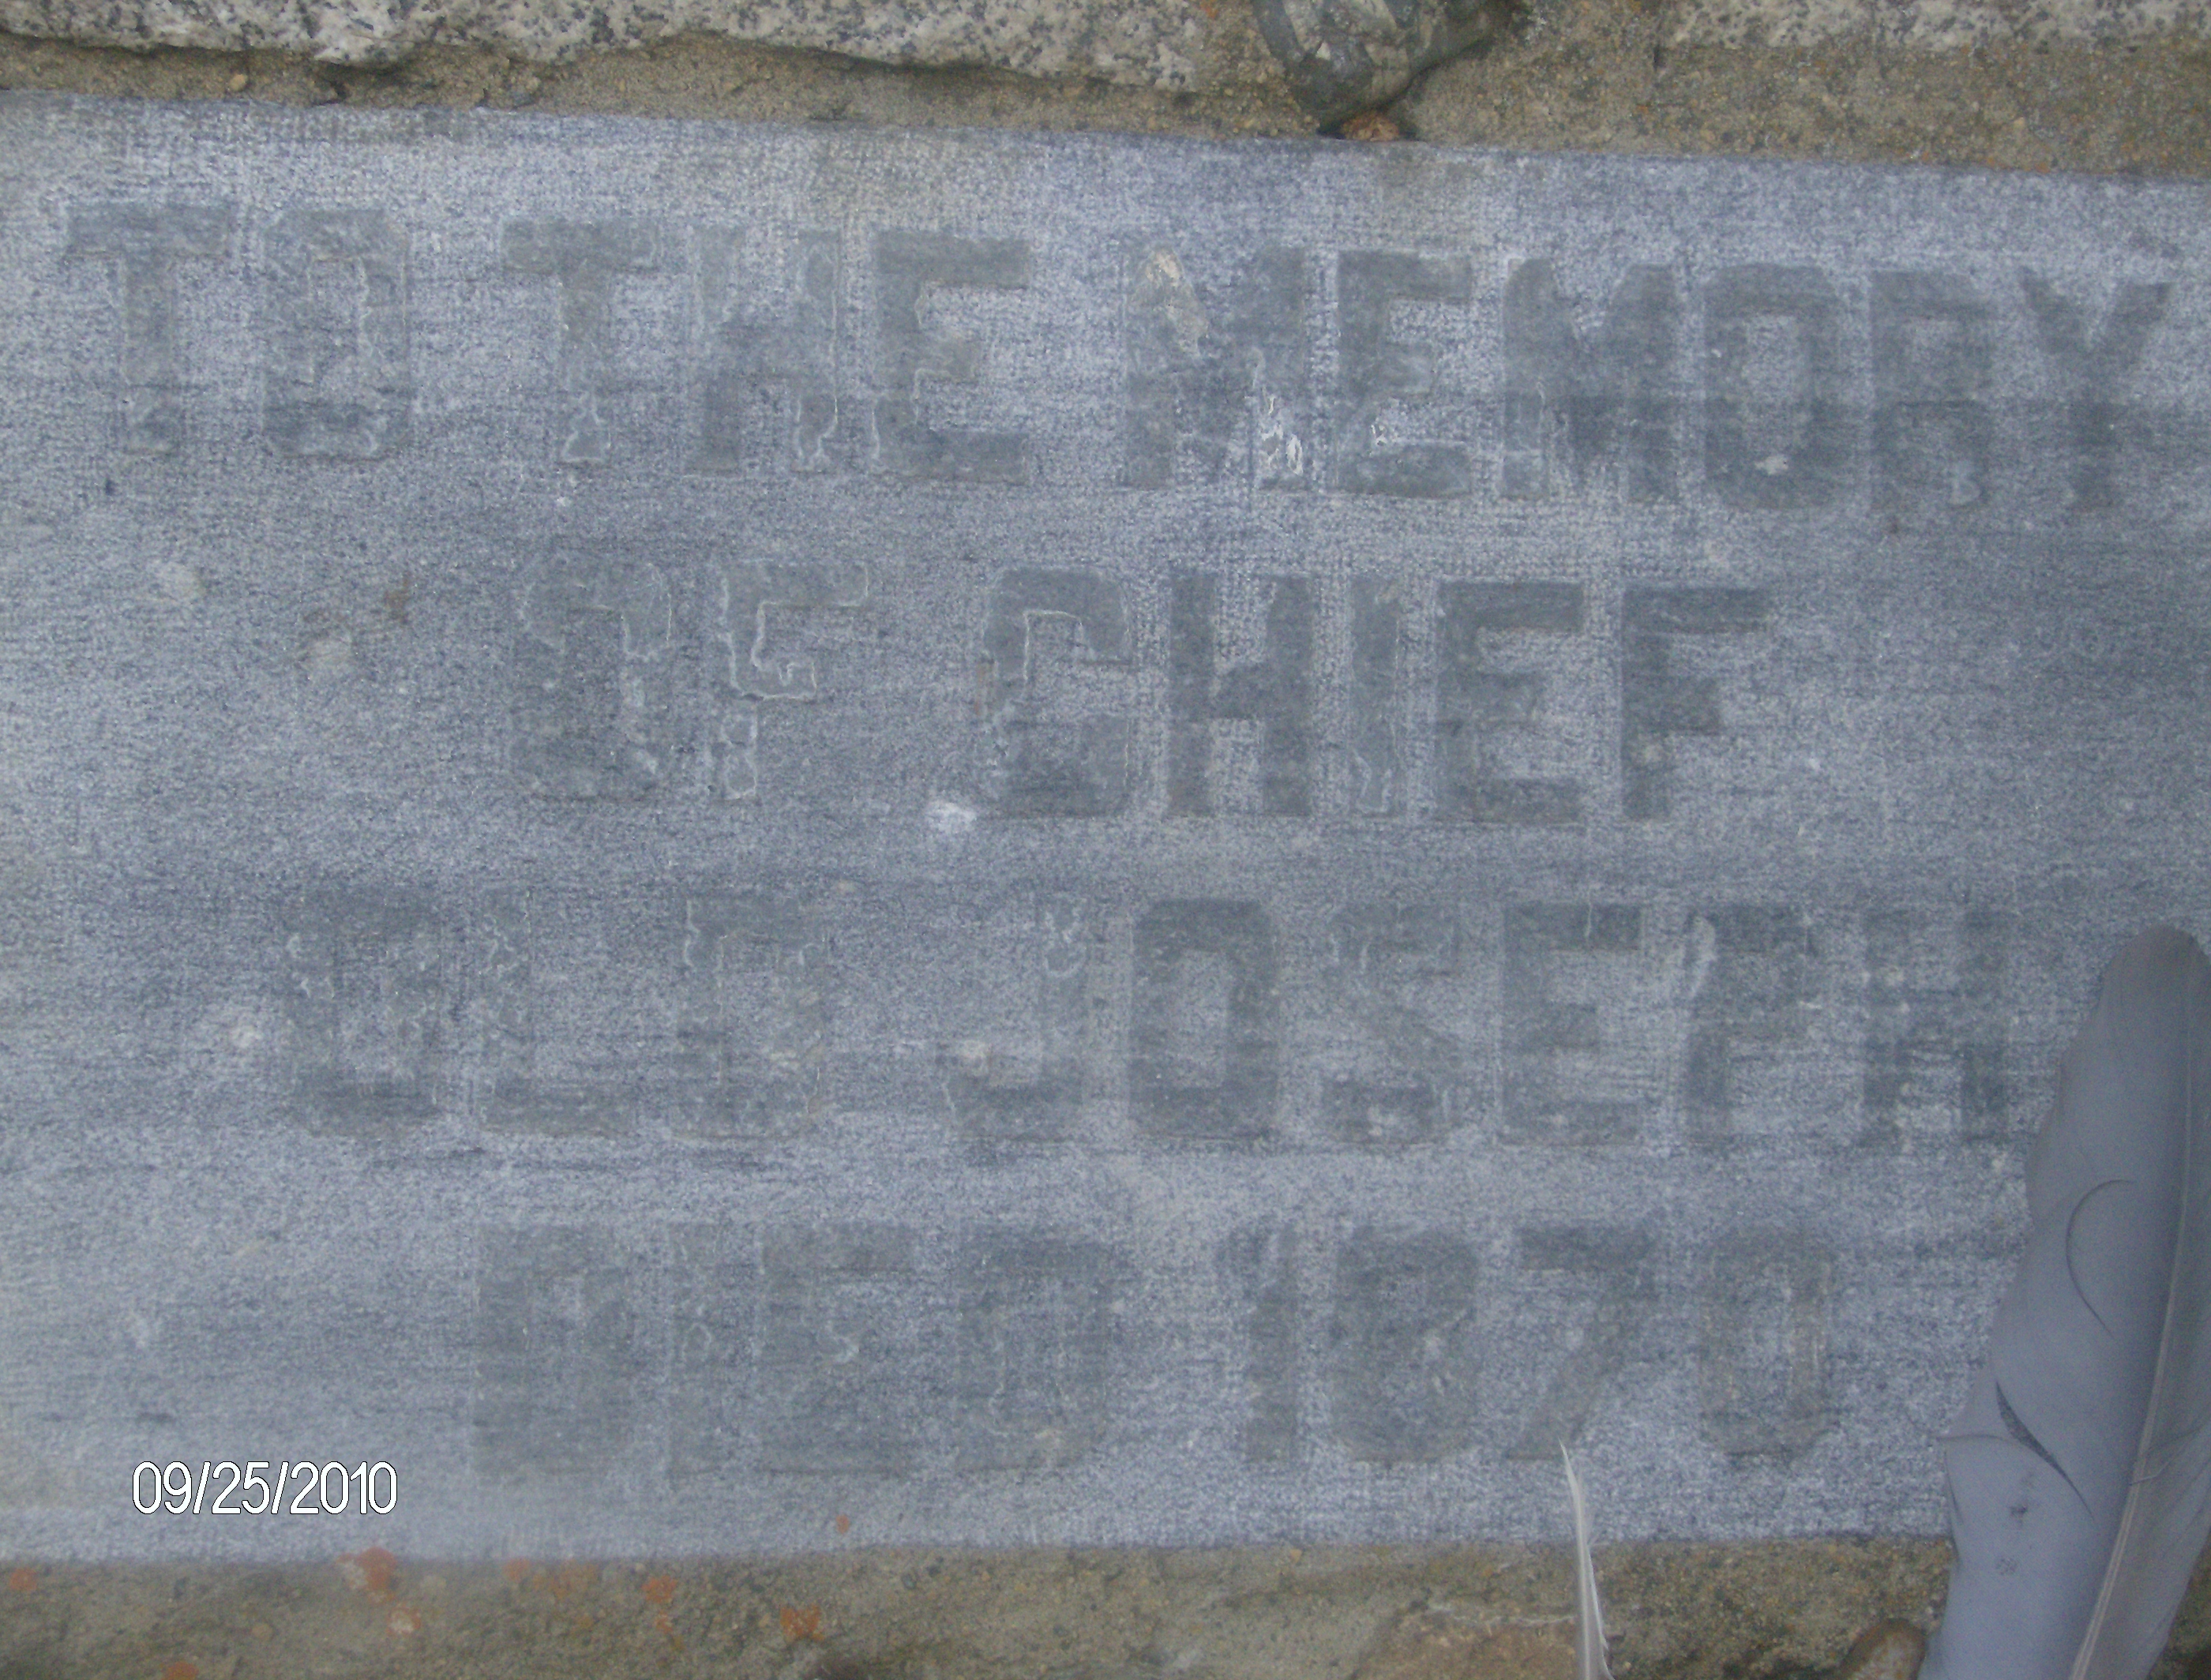 TO THE MEMORY
OF CHIEF
OLD JOSEPH
DIED 1870
09/25/2010